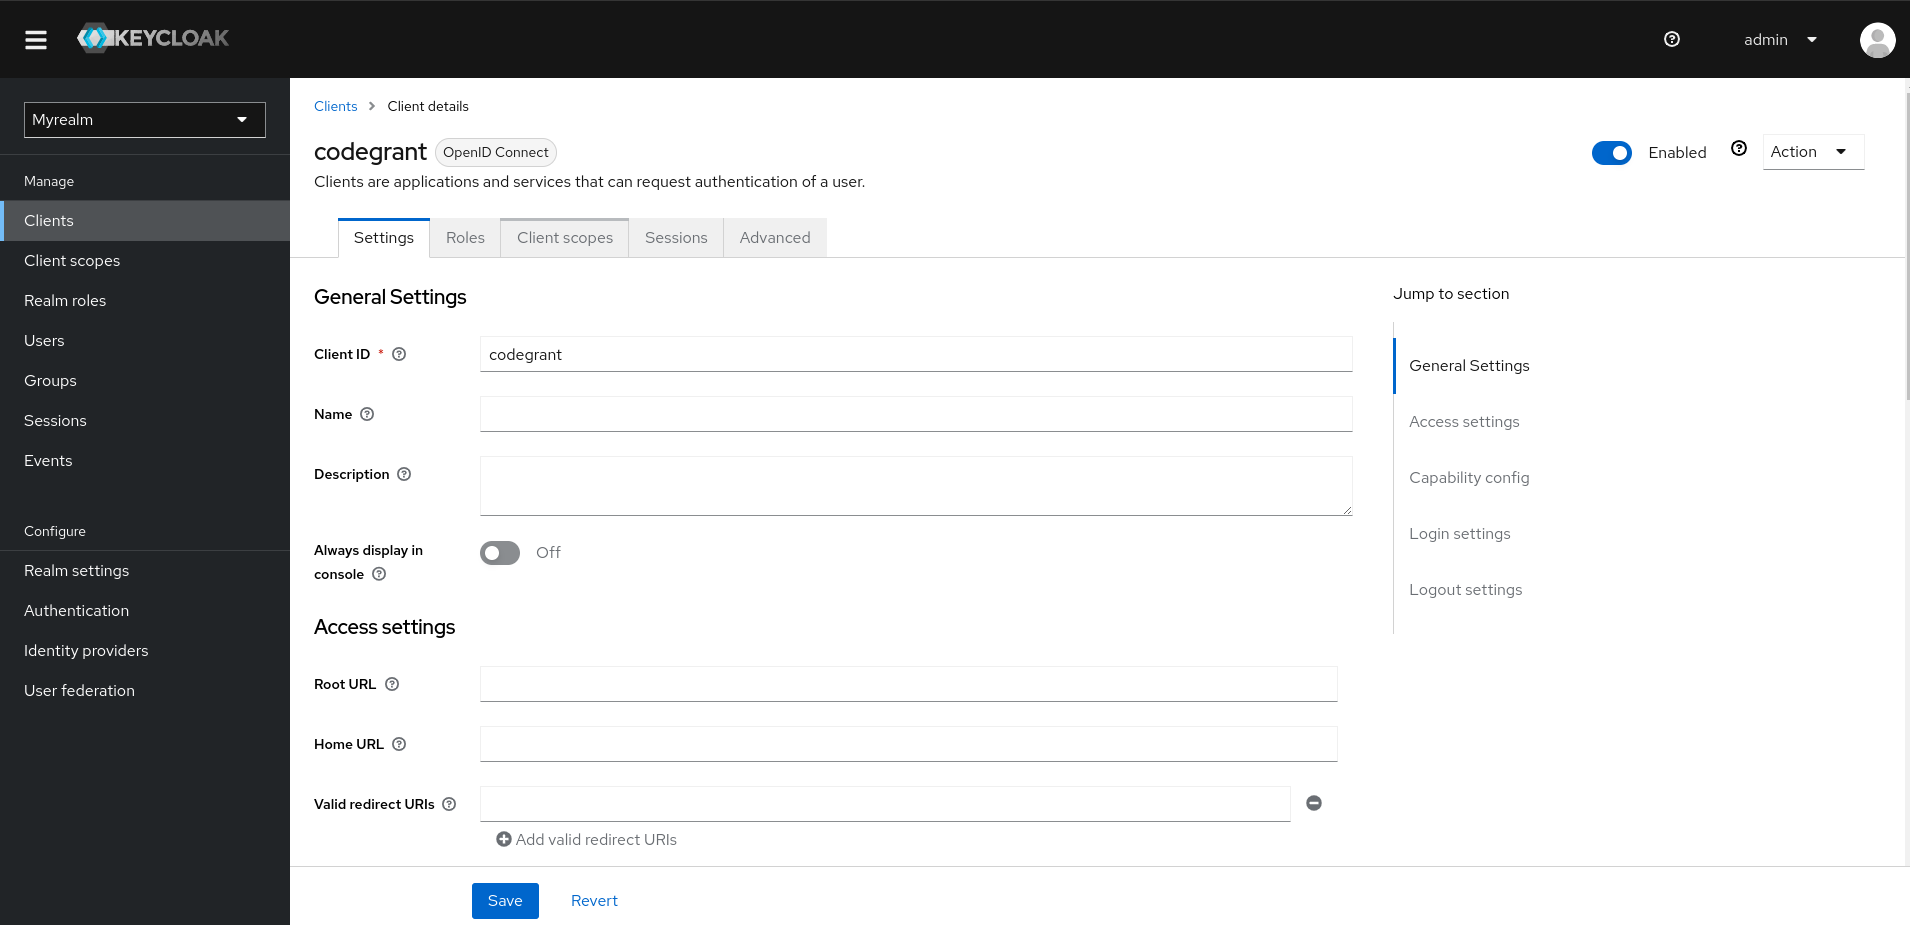 KEYCLOAK
admin
Myrealm
Manage
Clients
Client scopes
Realm roles
Users
Groups
Sessions
Events
Configure
Realm settings
Authentication
Identity providers
User federation
Clients > Client details
codegrant OpenID Connect
Enabled
Action
Clients are applications and services that can request authentication of a user.
Settings Roles Client scopes Sessions Advanced
General Settings
Client ID * codegrant
Name
Description
Always display in
console
Off
Access settings
Root URL
Home URL
Valid redirect URIs
Add valid redirect URIs
Save Revert
Jump to section
General Settings
Access settings
Capability config
Login settings
Logout settings